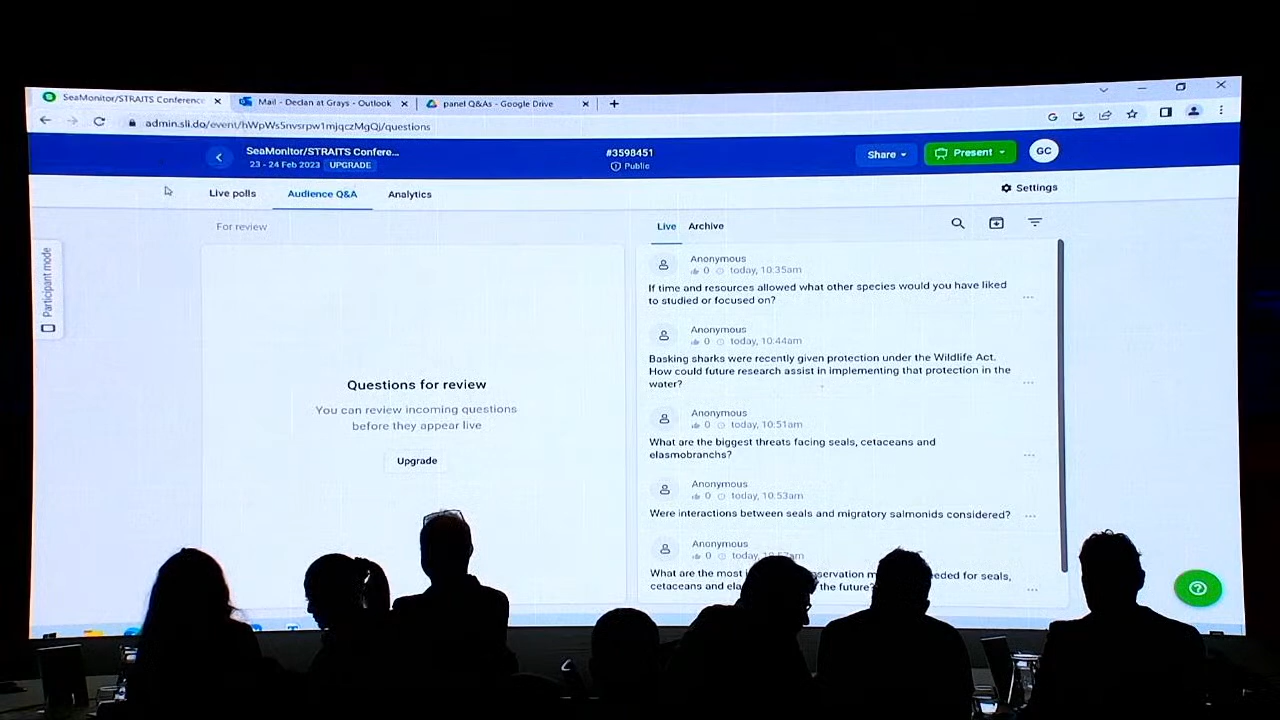 SeaMonitor/STRAITS Conference
Mail - Declan at Grays - Outlook
panel Q&As - Google Drive
admin.sli.do/event/hWpWs5nvsrpw1mjqczMgQj/questions
SeaMonitor/STRAITS Confere...
23 - 24 Feb 2023 UPGRADE
#3598451
Public
Share
Present
GC
Live polls
Audience Q&A
Analytics
Settings
Participant mode
For review
Questions for review
You can review incoming questions
before they appear live
Upgrade
Live
Archive
Anonymous
0 today, 10:35am
If time and resources allowed what other species would you have liked
to studied or focused on?
Anonymous
0 today, 10:44am
Basking sharks were recently given protection under the Wildlife Act.
How could future research assist in implementing that protection in the
water?
Anonymous
0 today, 10:51am
What are the biggest threats facing seals, cetaceans and
elasmobranchs?
Anonymous
0 today, 10:53am
Were interactions between seals and migratory salmonids considered?
Anonymous
0 today,
What are the most for seals,
cetaceans and the future?